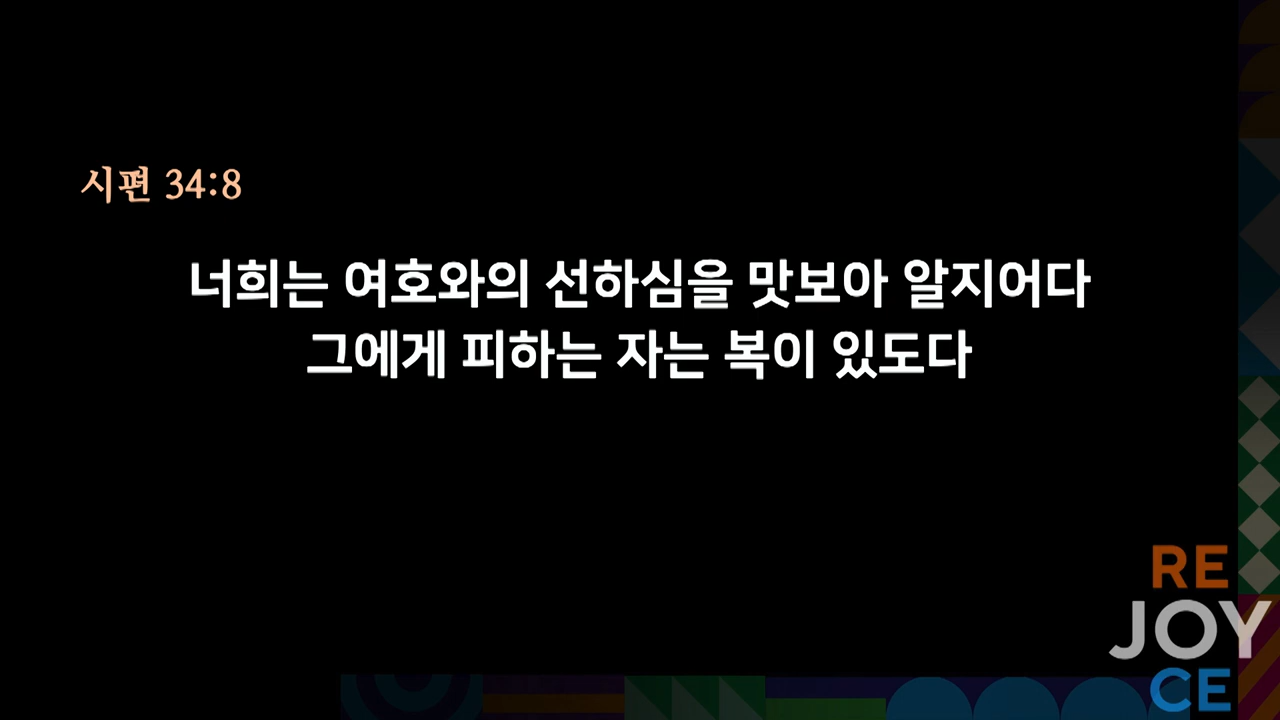 시편 34:8
너희는 여호와의 선하심을 맛보아 알지어다
그에게 피하는 자는 복이 있도다
RE
JOY
CE